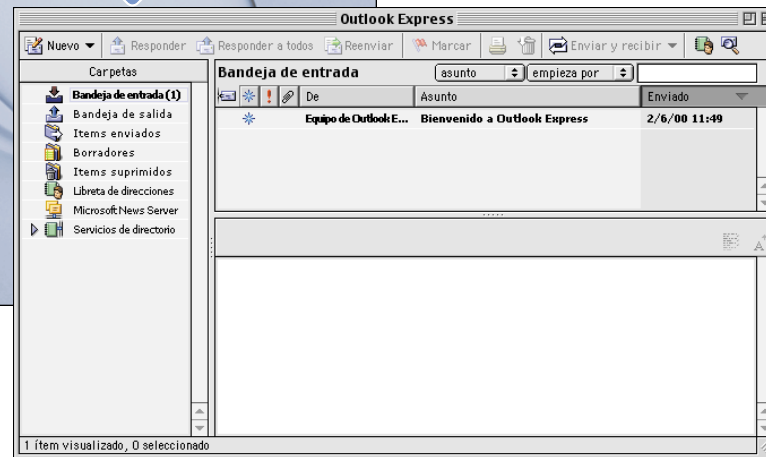 Outlook Express
Nuevo Responder Responder a todos Reenviar Marcar Enviar y recibir
Carpetas
Bandeja de entrada (1)
Bandeja de salida
Items enviados
Borradores
Items suprimidos
Libreta de direcciones
Microsoft News Server
Servicios de directorio
Bandeja de entrada asunto empieza por
De Asunto Enviado
Equipo de Outlook E... Bienvenido a Outlook Express 2/6/00 11:49
1 ítem visualizado, 0 seleccionado